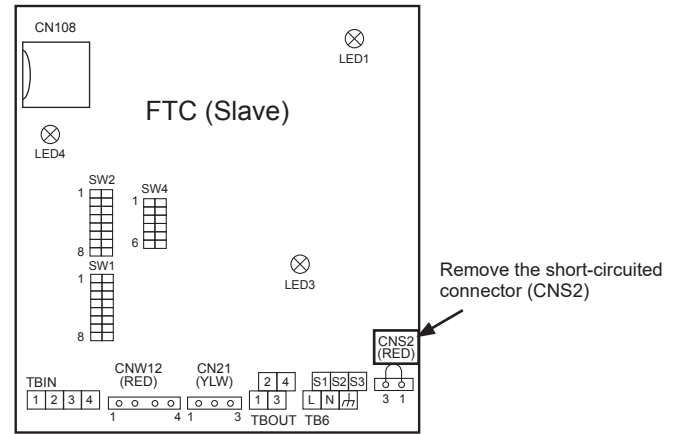 CN108
LED1
FTC (Slave)
LED4
SW2
1
8
SW4
1
6
SW1
1
8
LED3
Remove the short-circuited
connector (CNS2)
CNS2
(RED)
3 1
TBIN
1 2 3 4
CNW12
(RED)
1 4
CN21
(YLW)
1 3
2 4
1 3
TBOUT
S1 S2 S3
L N
TB6